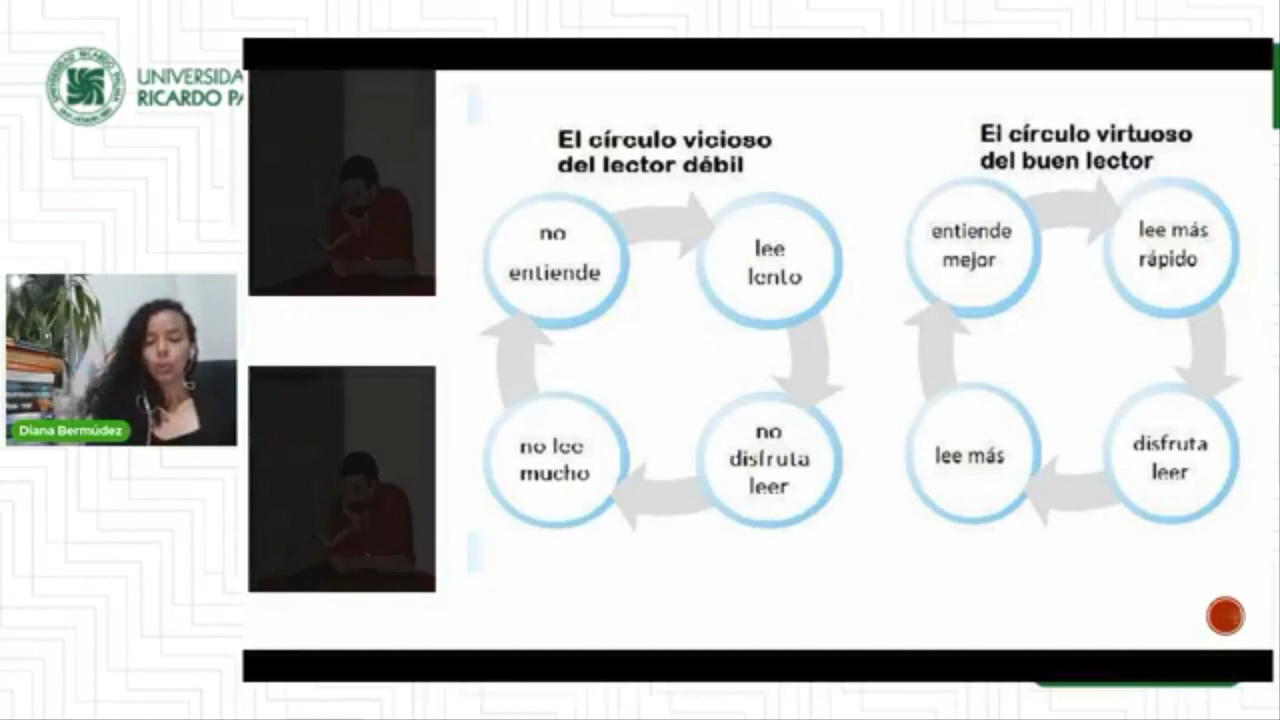 UNIVERSIDA
RICARDO PA
El círculo vicioso
del lector débil
no
entiende
lee
lento
no
disfruta
leer
no lee
mucho
El círculo virtuoso
del buen lector
entiende
mejor
lee más
rápido
disfruta
leer
lee más
Diana Bermúdez